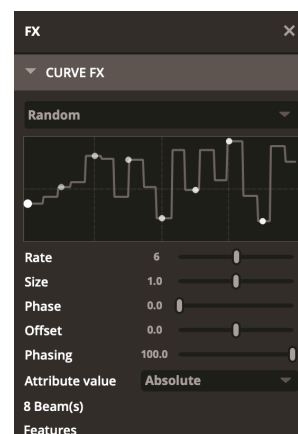 FX ×
CURVE FX
Random
Rate 6
Size 1.0
Phase 0.0
Offset 0.0
Phasing 100.0
Attribute value Absolute
8 Beam(s)
Features